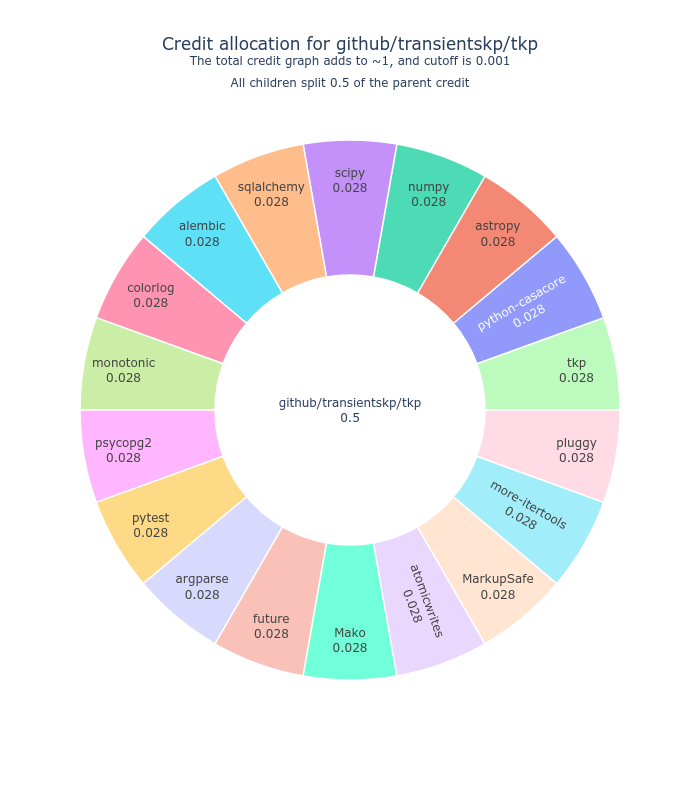 Credit allocation for github/transientskp/tkp
The total credit graph adds to ~1, and cutoff is 0.001
All children split 0.5 of the parent credit
scipy
0.028
numpy
0.028
astropy
0.028
python-casacore
0.028
tkp
0.028
pluggy
0.028
more-itertools
0.028
MarkupSafe
0.028
atomicwrites
0.028
Mako
0.028
future
0.028
argparse
0.028
pytest
0.028
psycopg2
0.028
monotonic
0.028
colorlog
0.028
alembic
0.028
sqlalchemy
0.028
github/transientskp/tkp
0.5